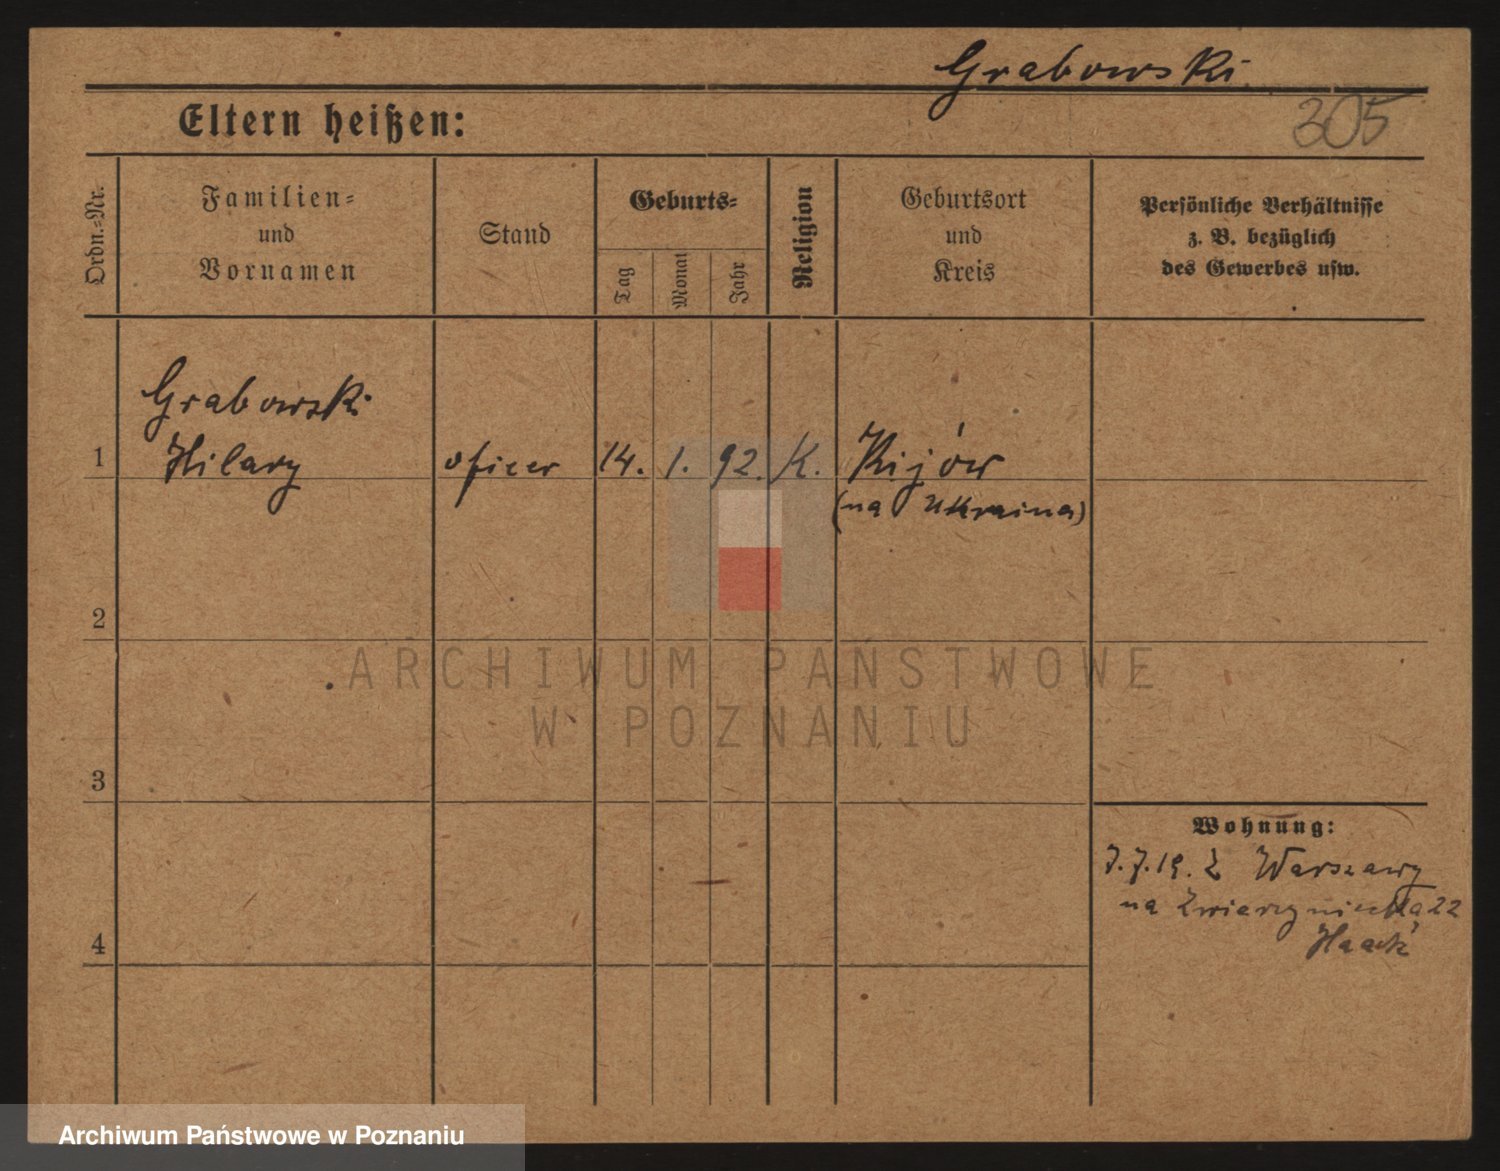 Grabowski.
305
Eltern heißen:
Ordn.-Nr.
Familien-
und
Vornamen
Stand
Geburts-
Tag
Monat
Jahr
Religion
Geburtsort
und
Kreis
Persönliche Verhältnisse
z. B. bezüglich
des Gewerbes usw.
Grabowski
1 Hilary oficer 14. 1. 92. K. Kijów
(na Ukraina)
2
ARCHIWUM PAŃSTWOWE
W POZNANIU
3
4
Wohnung:
7.7.19. Z Warszawy
na Zwierzyniecka 22
Archiwum Państwowe w Poznaniu